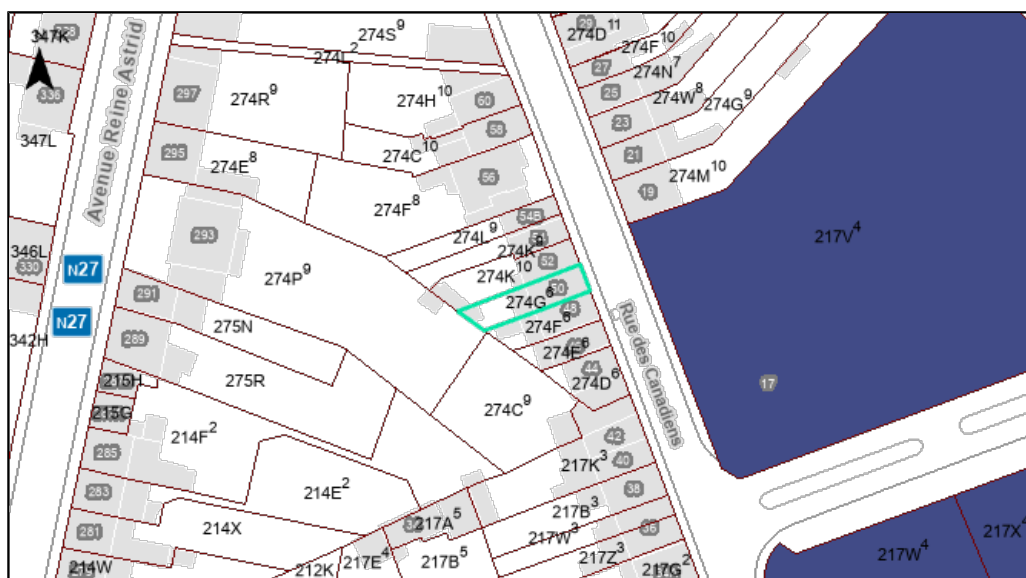 347K
336
347L
Avenue Reine Astrid
346L
330
342H
N27
N27
297
295
293
291
289
215H
215G
285
283
281
214W
274S⁹
274L²
274R⁹
274H¹⁰
60
58
274C¹⁰
56
274E⁸
274F⁸
54B
274L⁹
274K⁹
52
274K¹⁰
274P⁹
50
274G⁶
48
274F⁶
274E⁶
44
274D⁶
275N
275R
274C⁹
214F²
214E²
214X
212K
217E⁴
217A⁵
217B⁵
42
217K³
40
38
217B³
217W³
36
217Z³
217G²
Rue des Canadiens
29
274D¹¹
274F¹⁰
27
274N⁷
25
274W⁸
274G⁹
23
21
274M¹⁰
19
217V⁴
17
217W⁴
217X⁴